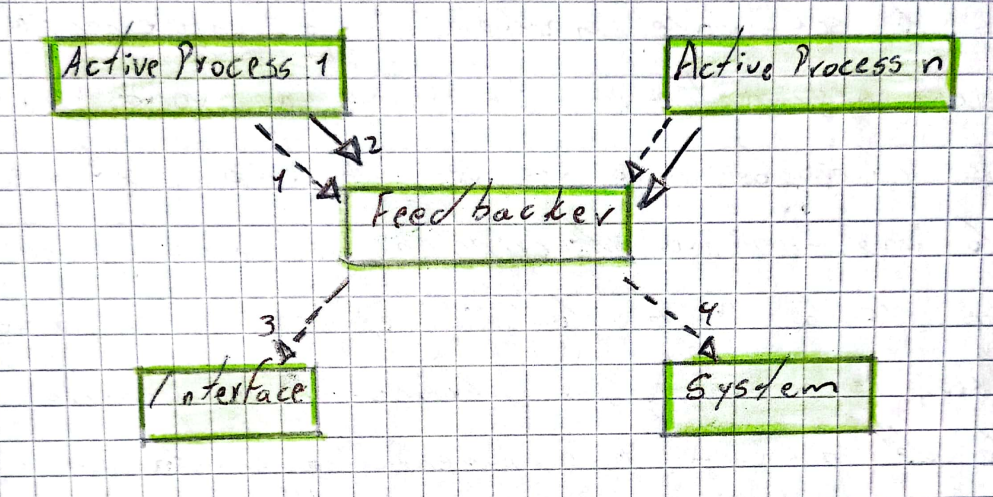 Active Process 1
Active Process n
2
1
Feedbacker
3
4
Interface
System